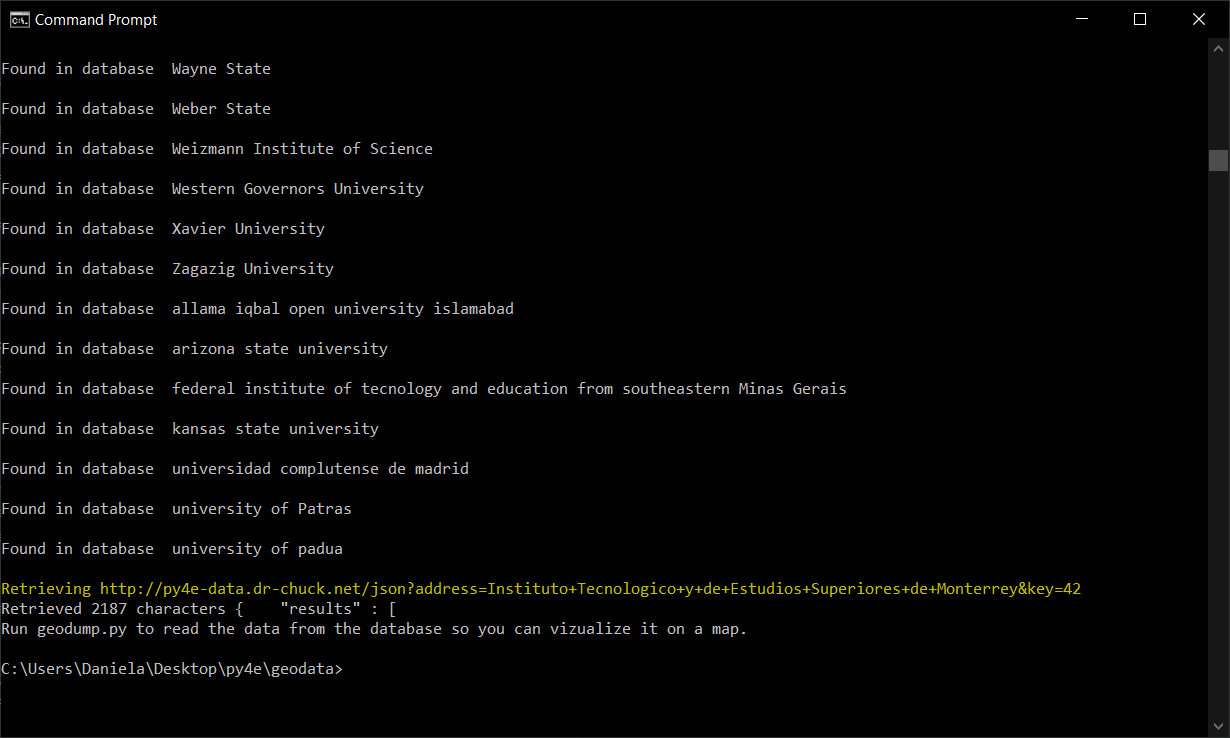 Command Prompt
Found in database  Wayne State
Found in database  Weber State
Found in database  Weizmann Institute of Science
Found in database  Western Governors University
Found in database  Xavier University
Found in database  Zagazig University
Found in database  allama iqbal open university islamabad
Found in database  arizona state university
Found in database  federal institute of tecnology and education from southeastern Minas Gerais
Found in database  kansas state university
Found in database  universidad complutense de madrid
Found in database  university of Patras
Found in database  university of padua
Retrieving http://py4e-data.dr-chuck.net/json?address=Instituto+Tecnologico+y+de+Estudios+Superiores+de+Monterrey&key=42
Retrieved 2187 characters {    "results" : [
Run geodump.py to read the data from the database so you can vizualize it on a map.
C:\Users\Daniela\Desktop\py4e\geodata>